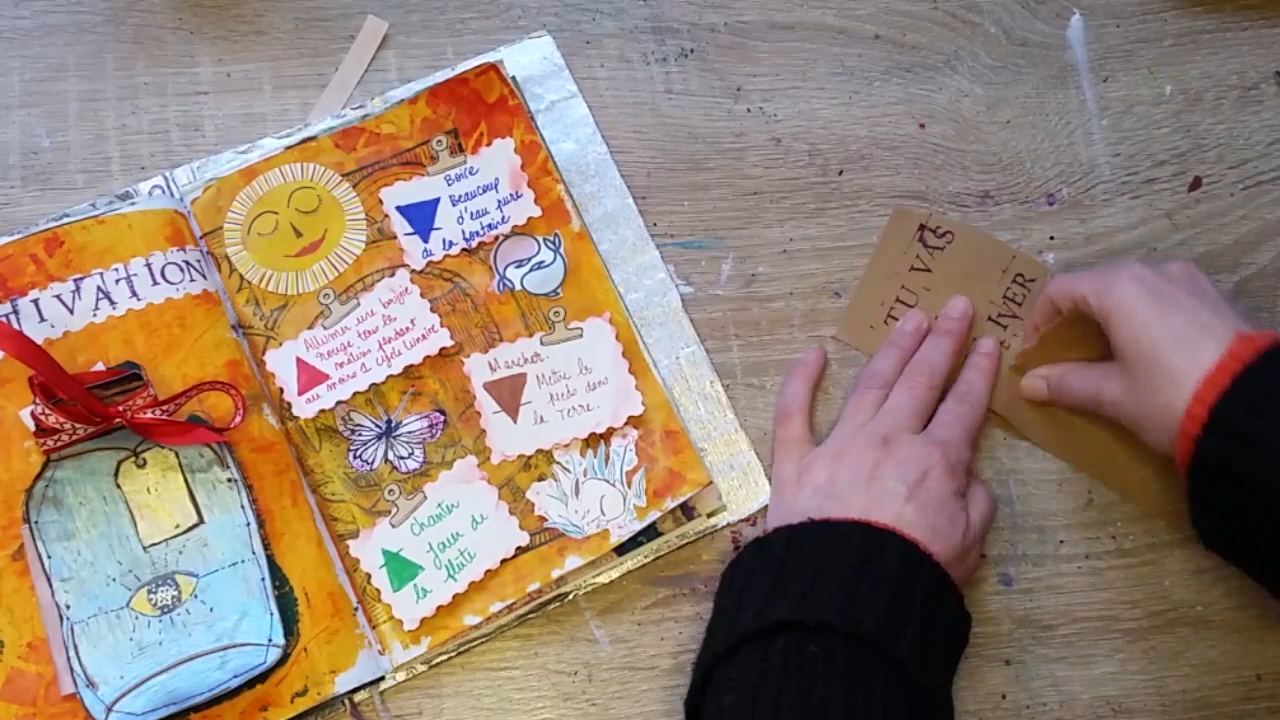 TIVATION
Boire
Beaucoup
d'eau pure
de la fontaine
Allumer une bougie
rouge tous les
matins pendant
au moins 1 cycle lunaire
Marcher.
Mettre les
pieds dans
la Terre.
Chanter
Jouer de
la flûte
TU VAS
IVER